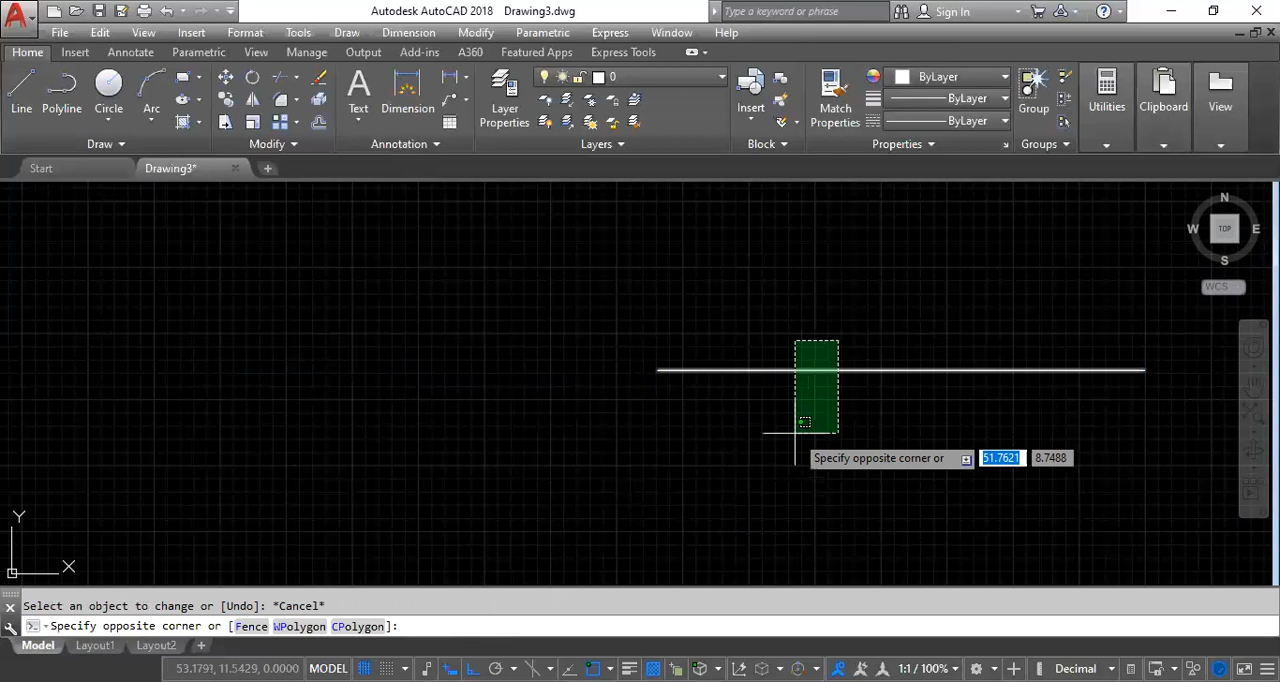 Autodesk AutoCAD 2018 Drawing3.dwg
Type a keyword or phrase
Sign In
File Edit View Insert Format Tools Draw Dimension Modify Parametric Express Window Help
Home Insert Annotate Parametric View Manage Output Add-ins A360 Featured Apps Express Tools
0
ByLayer
ByLayer
ByLayer
Line Polyline Circle Arc Text Dimension Layer Properties Insert Match Properties Group Utilities Clipboard View
Draw Modify Annotation Layers Block Properties Groups
Start Drawing3*
N
W TOP E
S
WCS
Specify opposite corner or 51.7621 8.7488
Y
X
Select an object to change or [Undo]: *Cancel*
Specify opposite corner or [Fence WPolygon CPolygon]:
Model Layout1 Layout2 +
53.1793, 11.5429, 0.0000 MODEL 1:1 / 100% Decimal